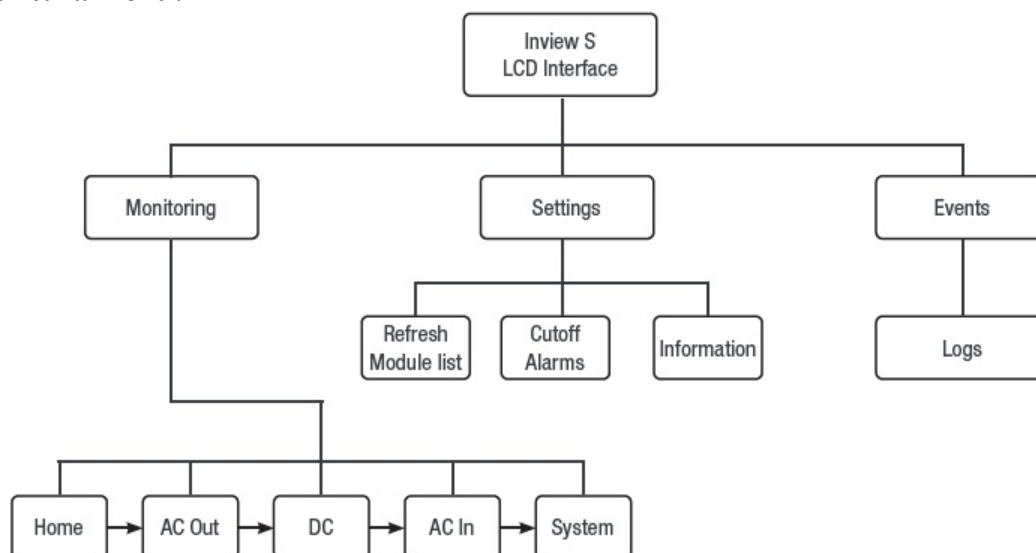 Inview S
LCD Interface
Monitoring
Settings
Events
Refresh
Module list
Cutoff
Alarms
Information
Logs
Home
AC Out
DC
AC In
System